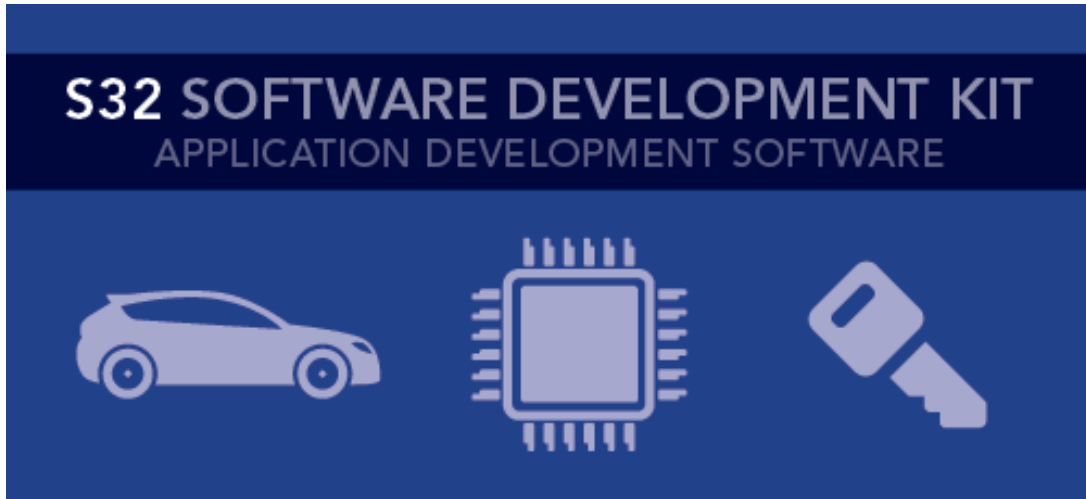 S32 SOFTWARE DEVELOPMENT KIT
APPLICATION DEVELOPMENT SOFTWARE